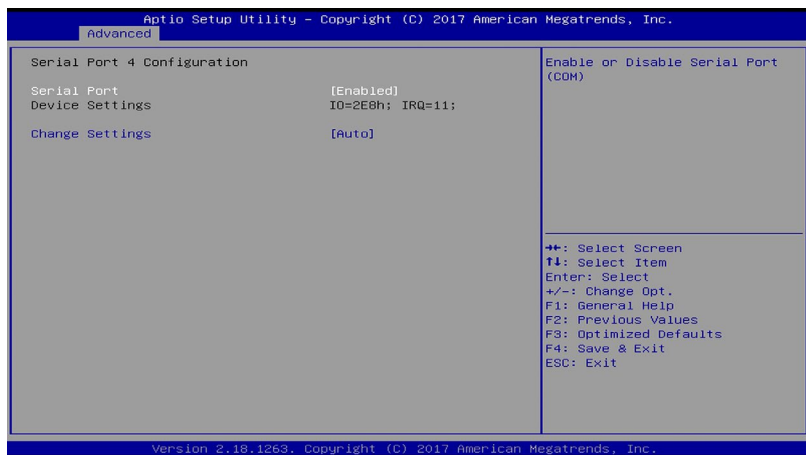 Aptio Setup Utility – Copyright (C) 2017 American Megatrends, Inc.
Advanced
Serial Port 4 Configuration
Serial Port [Enabled]
Device Settings IO=2E8h; IRQ=11;
Change Settings [Auto]
Enable or Disable Serial Port
(COM)
→←: Select Screen
↑↓: Select Item
Enter: Select
+/-: Change Opt.
F1: General Help
F2: Previous Values
F3: Optimized Defaults
F4: Save & Exit
ESC: Exit
Version 2.18.1263. Copyright (C) 2017 American Megatrends, Inc.